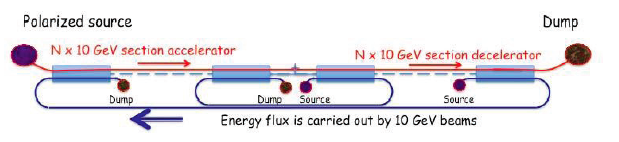 Polarized source
Dump
N x 10 GeV section accelerator
N x 10 GeV section decelerator
Dump
Dump
Source
Source
Energy flux is carried out by 10 GeV beams